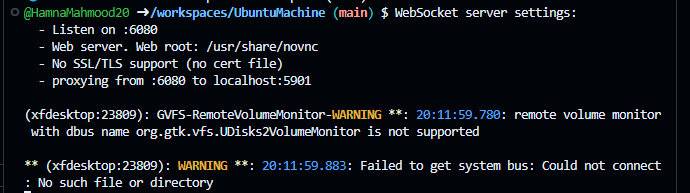 @HamnaMahmood20 ➜/workspaces/UbuntuMachine (main) $ WebSocket server settings:
- Listen on :6080
- Web server. Web root: /usr/share/novnc
- No SSL/TLS support (no cert file)
- proxying from :6080 to localhost:5901
(xfdesktop:23809): GVFS-RemoteVolumeMonitor-WARNING **: 20:11:59.780: remote volume monitor
with dbus name org.gtk.vfs.UDisks2VolumeMonitor is not supported
** (xfdesktop:23809): WARNING **: 20:11:59.883: Failed to get system bus: Could not connect
: No such file or directory